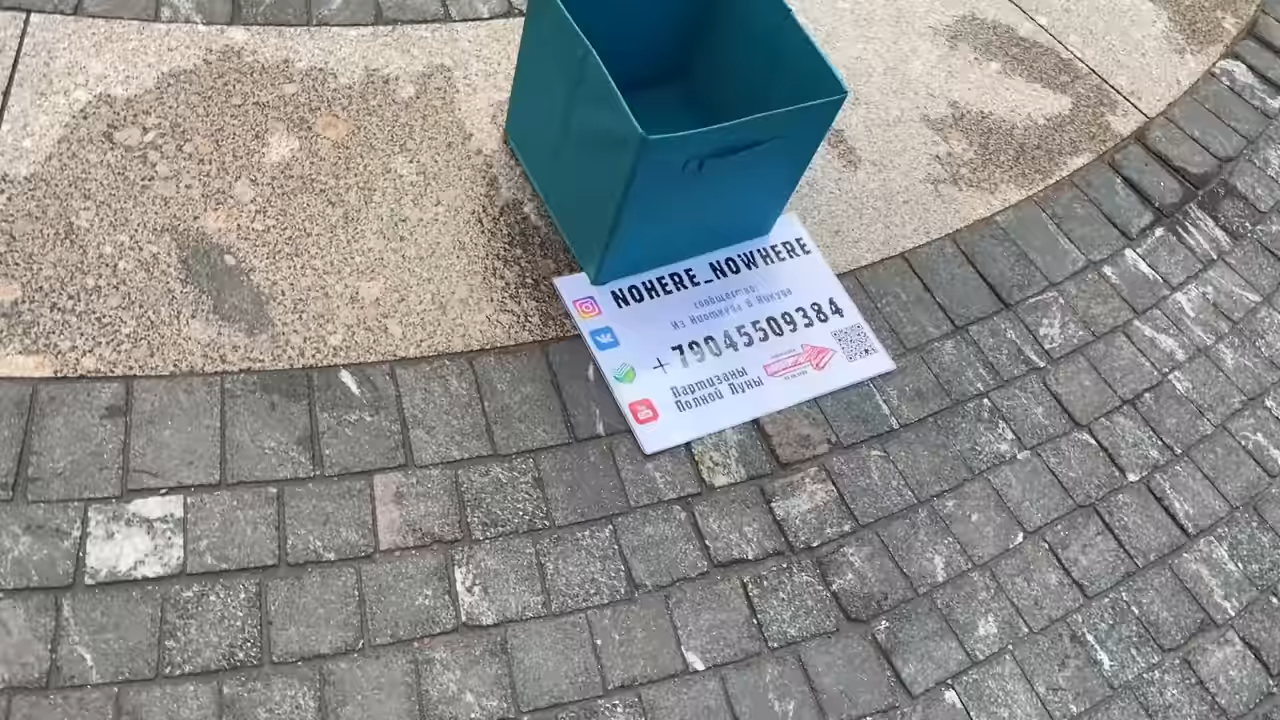 NOHERE_NOWHERE
сообщество:
Из Ниоткуда В Никуда
+79045509384
Партизаны
Полной Луны